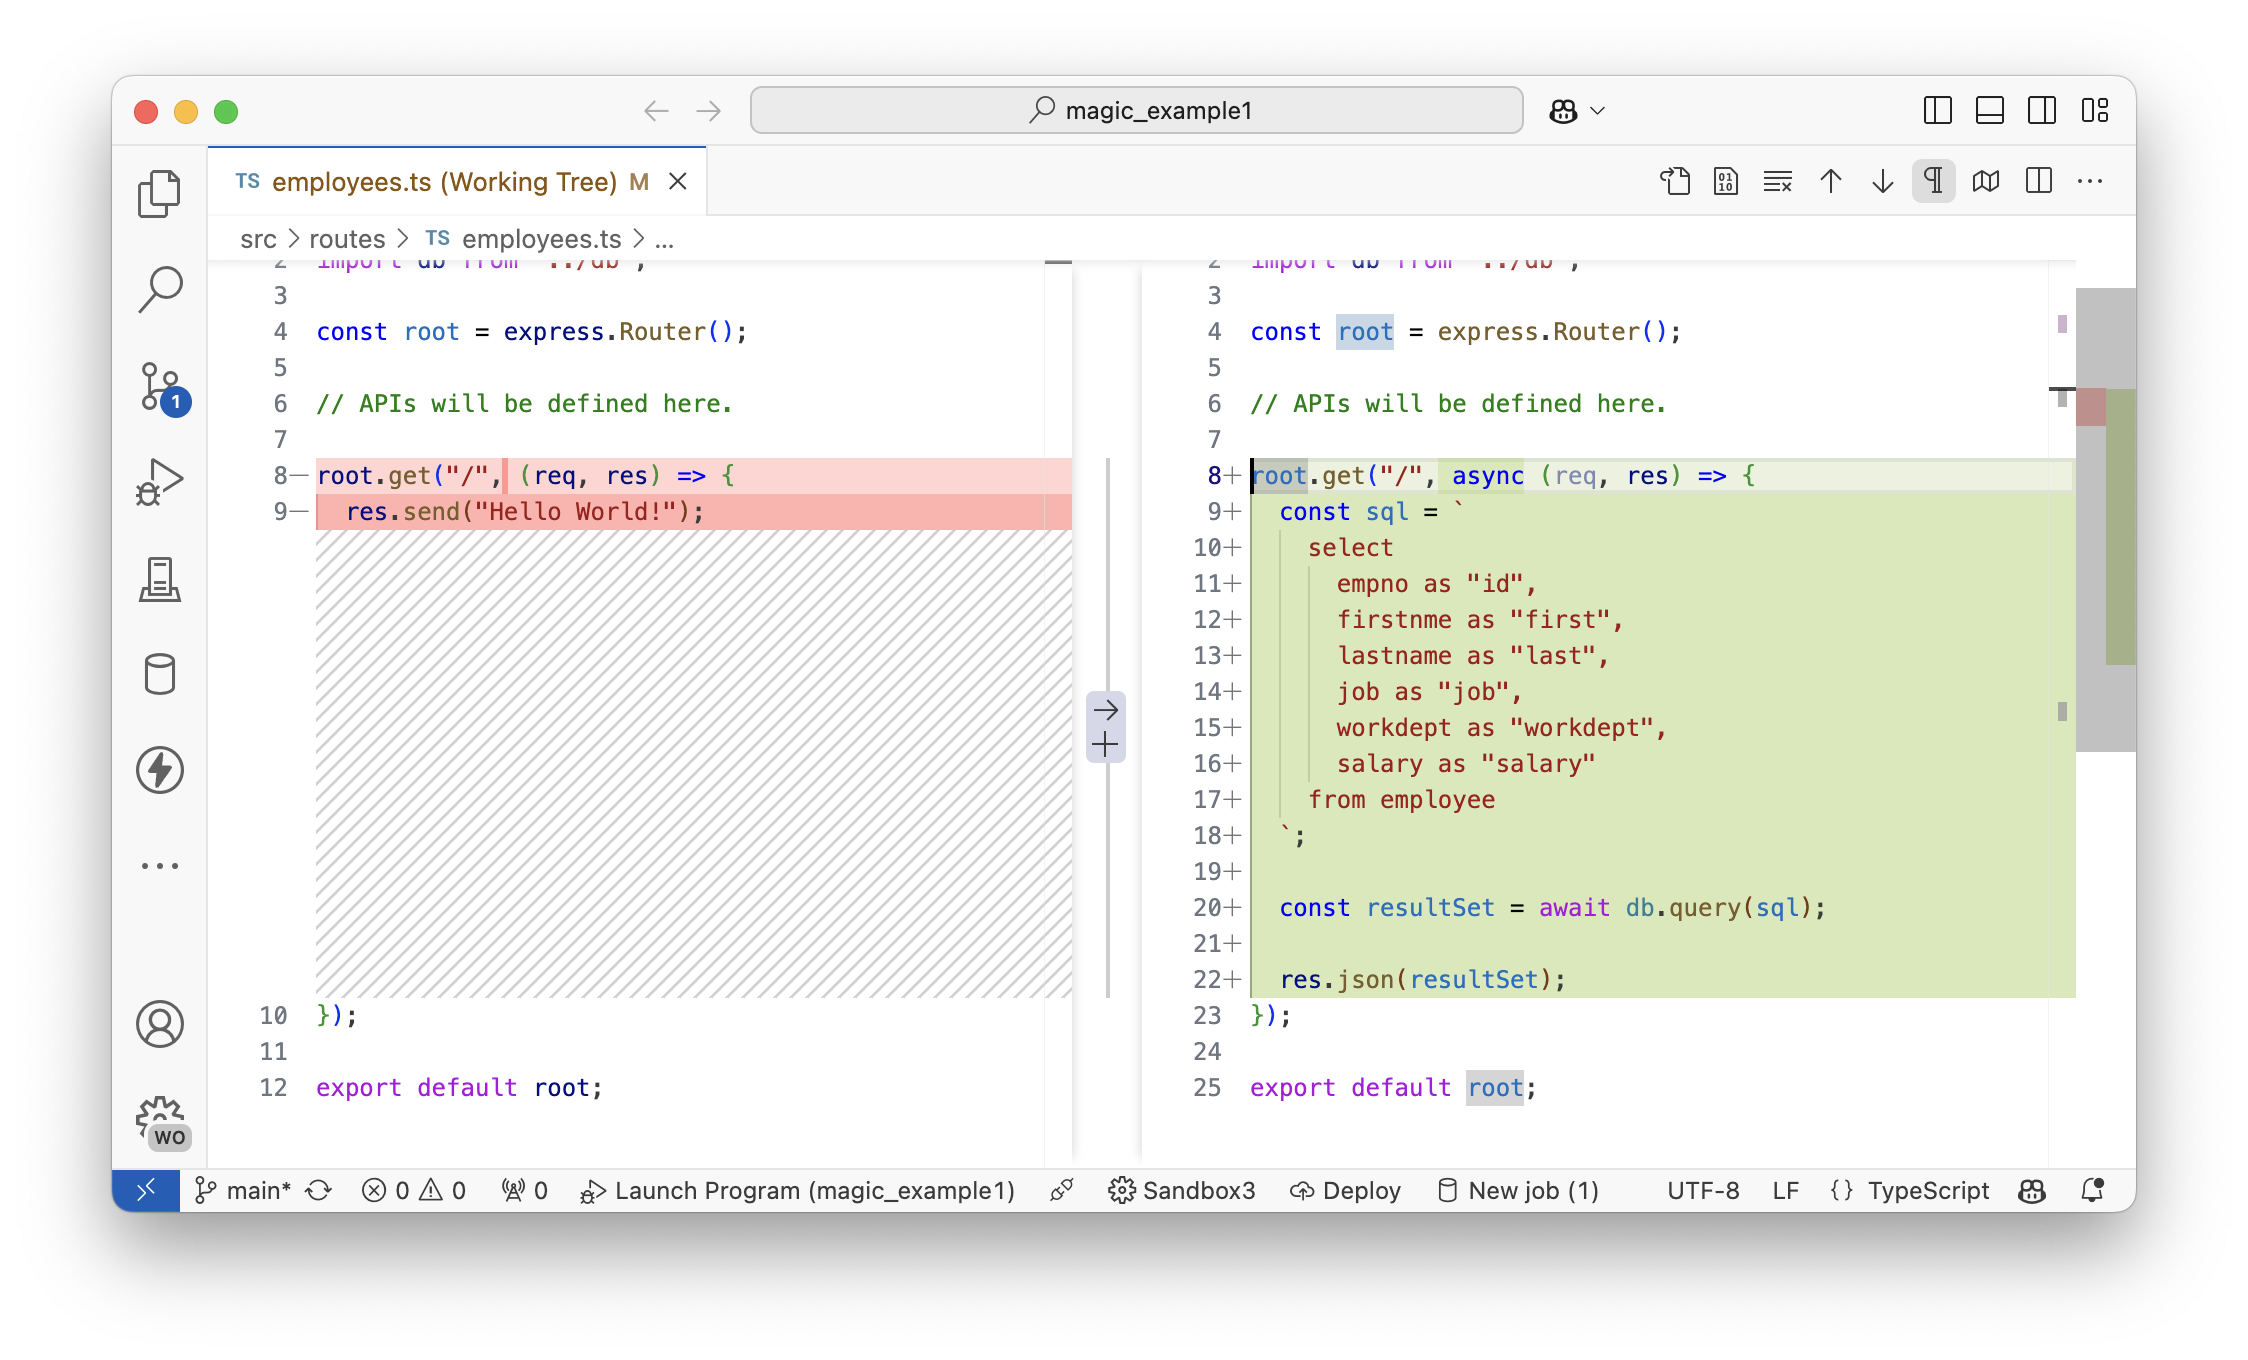 magic_example1
TS employees.ts (Working Tree) M
src > routes > TS employees.ts > ...
2 import db from "../db";
3
4 const root = express.Router();
5
6 // APIs will be defined here.
7
8— root.get("/", (req, res) => {
9— res.send("Hello World!");
10 });
11
12 export default root;
2 import db from "../db";
3
4 const root = express.Router();
5
6 // APIs will be defined here.
7
8+ root.get("/", async (req, res) => {
9+ const sql = `
10+ select
11+ empno as "id",
12+ firstnme as "first",
13+ lastname as "last",
14+ job as "job",
15+ workdept as "workdept",
16+ salary as "salary"
17+ from employee
18+ `;
19+
20+ const resultSet = await db.query(sql);
21+
22+ res.json(resultSet);
23 });
24
25 export default root;
1
WO
main* 0 0 0 Launch Program (magic_example1) Sandbox3 Deploy New job (1) UTF-8 LF {} TypeScript